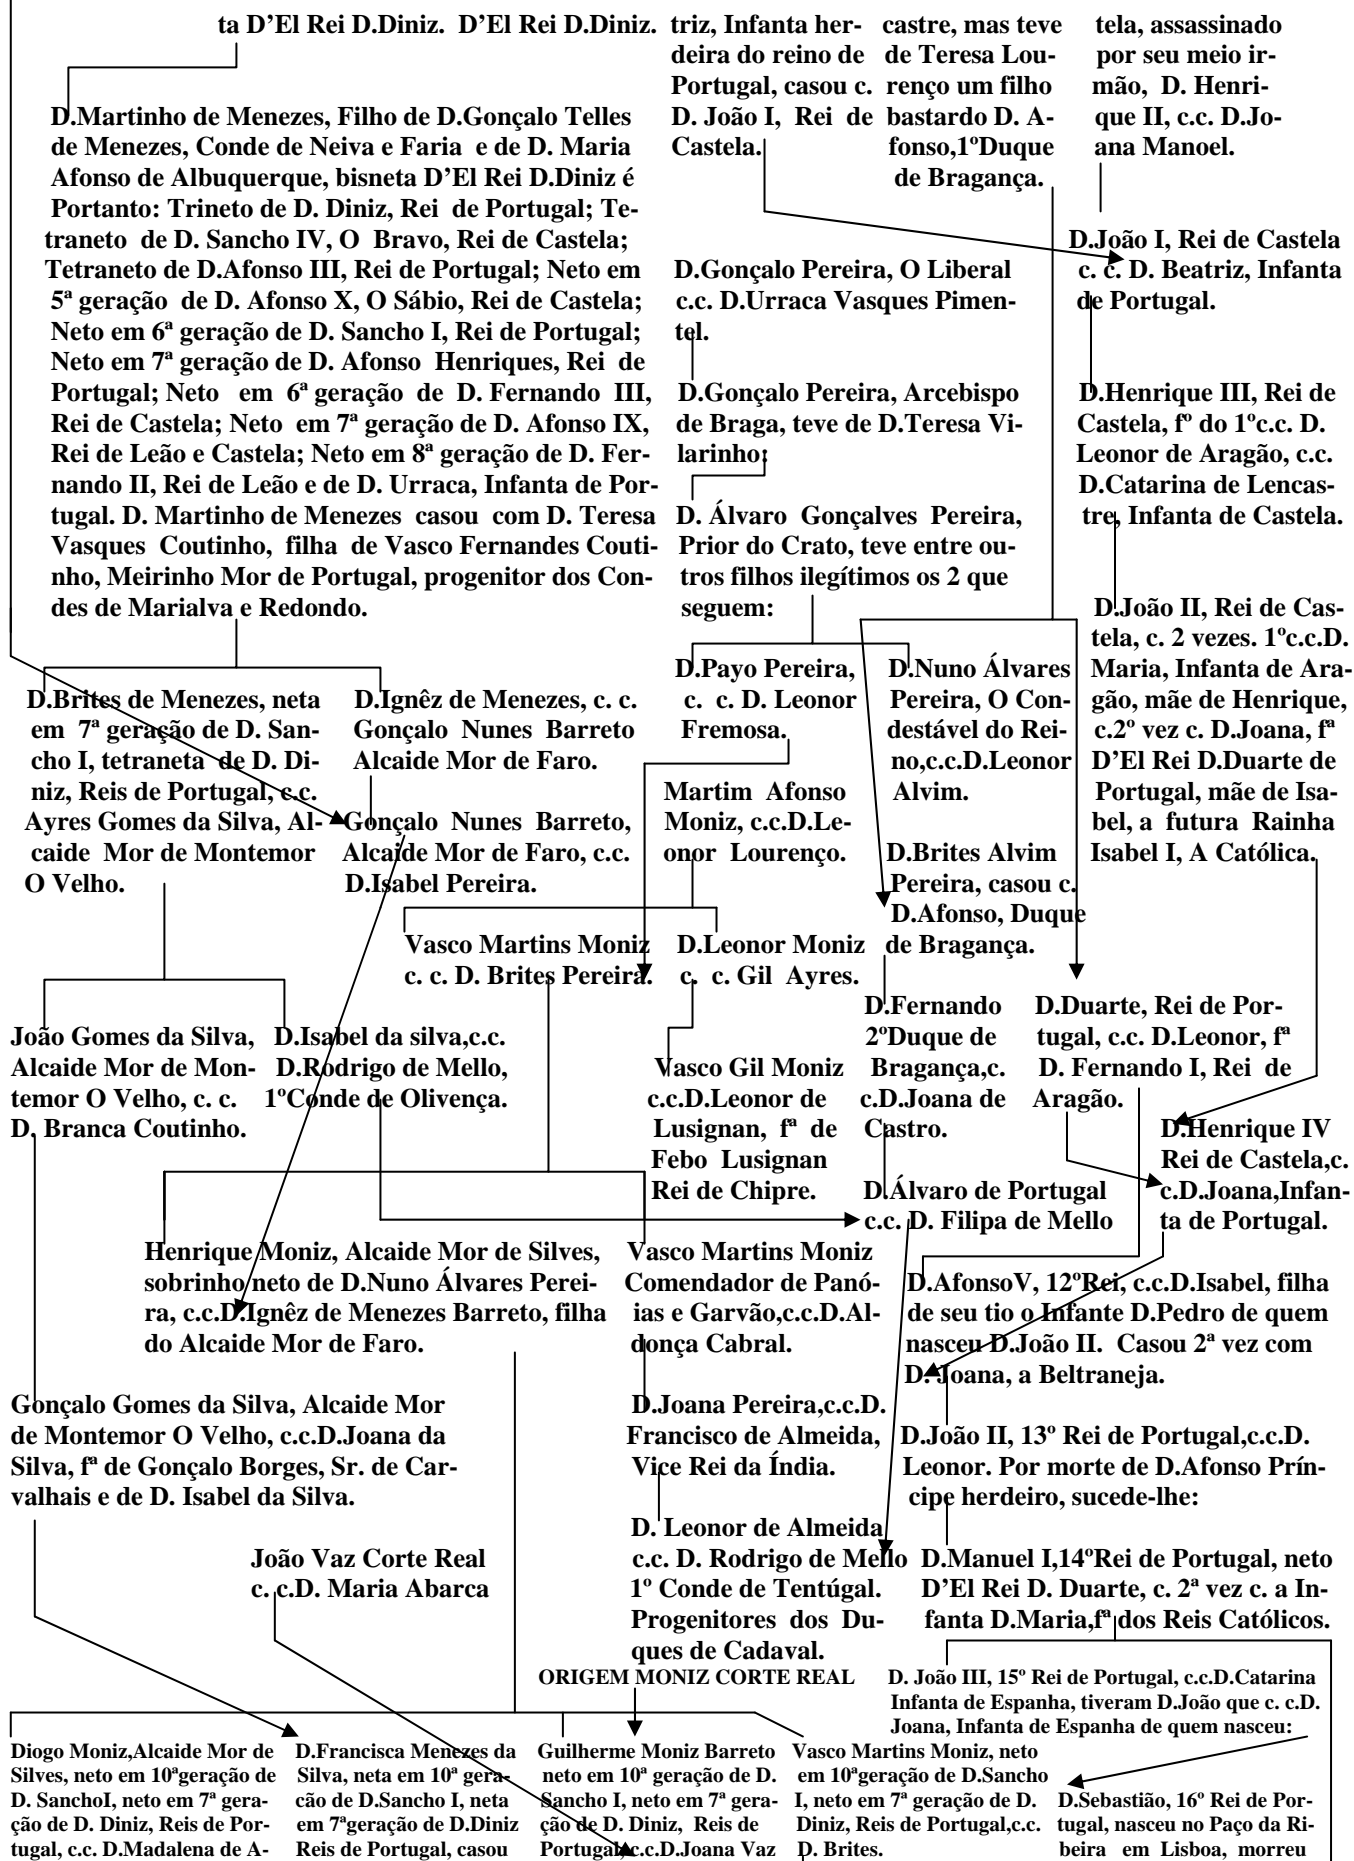 ta D'El Rei D.Diniz. D'El Rei D.Diniz.
triz, Infanta her-
deira do reino de
Portugal, casou c.
D. João I, Rei de
Castela.
castre, mas teve
de Teresa Lou-
renço um filho
bastardo D. A-
fonso,1ºDuque
de Bragança.
tela, assassinado
por seu meio ir-
mão, D. Henri-
que II, c.c. D.Jo-
ana Manoel.
D.Martinho de Menezes, Filho de D.Gonçalo Telles
de Menezes, Conde de Neiva e Faria e de D. Maria
Afonso de Albuquerque, bisneta D'El Rei D.Diniz é
Portanto: Trineto de D. Diniz, Rei de Portugal; Te-
traneto de D. Sancho IV, O Bravo, Rei de Castela;
Tetraneto de D.Afonso III, Rei de Portugal; Neto em
5ª geração de D. Afonso X, O Sábio, Rei de Castela;
Neto em 6ª geração de D. Sancho I, Rei de Portugal;
Neto em 7ª geração de D. Afonso Henriques, Rei de
Portugal; Neto em 6ª geração de D. Fernando III,
Rei de Castela; Neto em 7ª geração de D. Afonso IX,
Rei de Leão e Castela; Neto em 8ª geração de D. Fer-
nando II, Rei de Leão e de D. Urraca, Infanta de Por-
tugal. D. Martinho de Menezes casou com D. Teresa
Vasques Coutinho, filha de Vasco Fernandes Couti-
nho, Meirinho Mor de Portugal, progenitor dos Con-
des de Marialva e Redondo.
D.Gonçalo Pereira, O Liberal
c.c. D.Urraca Vasques Pimen-
tel.
D.Gonçalo Pereira, Arcebispo
de Braga, teve de D.Teresa Vi-
larinho:
D. Álvaro Gonçalves Pereira,
Prior do Crato, teve entre ou-
tros filhos ilegítimos os 2 que
seguem:
D.João I, Rei de Castela
c. c. D. Beatriz, Infanta
de Portugal.
D.Henrique III, Rei de
Castela, fº do 1ºc.c. D.
Leonor de Aragão, c.c.
D.Catarina de Lencas-
tre, Infanta de Castela.
D.João II, Rei de Cas-
tela, c. 2 vezes. 1ºc.c.D.
Maria, Infanta de Ara-
gão, mãe de Henrique,
c.2º vez c. D.Joana, fª
D'El Rei D.Duarte de
Portugal, mãe de Isa-
bel, a futura Rainha
Isabel I, A Católica.
D.Brites de Menezes, neta
em 7ª geração de D. San-
cho I, tetraneta de D. Di-
niz, Reis de Portugal, c.c.
Ayres Gomes da Silva, Al-
caide Mor de Montemor
O Velho.
D.Ignêz de Menezes, c. c.
Gonçalo Nunes Barreto
Alcaide Mor de Faro.
Gonçalo Nunes Barreto,
Alcaide Mor de Faro, c.c.
D.Isabel Pereira.
D.Payo Pereira,
c. c. D. Leonor
Fremosa.
Martim Afonso
Moniz, c.c.D.Le-
onor Lourenço.
D.Nuno Álvares
Pereira, O Con-
destável do Rei-
no,c.c.D.Leonor
Alvim.
D.Brites Alvim
Pereira, casou c.
D.Afonso, Duque
de Bragança.
Vasco Martins Moniz
c. c. D. Brites Pereira.
D.Leonor Moniz
c. c. Gil Ayres.
João Gomes da Silva,
Alcaide Mor de Mon-
temor O Velho, c. c.
D. Branca Coutinho.
D.Isabel da silva,c.c.
D.Rodrigo de Mello,
1ºConde de Olivença.
Vasco Gil Moniz
c.c.D.Leonor de
Lusignan, fª de
Febo Lusignan
Rei de Chipre.
D.Fernando
2ºDuque de
Bragança,c.
c.D.Joana de
Castro.
D.Duarte, Rei de Por-
tugal, c.c. D.Leonor, fª
D. Fernando I, Rei de
Aragão.
D.Henrique IV
Rei de Castela,c.
c.D.Joana,Infan-
ta de Portugal.
D.Álvaro de Portugal
c.c. D. Filipa de Mello
Henrique Moniz, Alcaide Mor de Silves,
sobrinho neto de D.Nuno Álvares Perei-
ra, c.c.D.Ignêz de Menezes Barreto, filha
do Alcaide Mor de Faro.
Vasco Martins Moniz
Comendador de Panó-
ias e Garvão,c.c.D.Al-
donça Cabral.
D.AfonsoV, 12ºRei, c.c.D.Isabel, filha
de seu tio o Infante D.Pedro de quem
nasceu D.João II. Casou 2ª vez com
D. Joana, a Beltraneja.
Gonçalo Gomes da Silva, Alcaide Mor
de Montemor O Velho, c.c.D.Joana da
Silva, fª de Gonçalo Borges, Sr. de Car-
valhais e de D. Isabel da Silva.
D.Joana Pereira,c.c.D.
Francisco de Almeida,
Vice Rei da Índia.
D.João II, 13º Rei de Portugal,c.c.D.
Leonor. Por morte de D.Afonso Prín-
cipe herdeiro, sucede-lhe:
João Vaz Corte Real
c. c.D. Maria Abarca
D. Leonor de Almeida
c.c. D. Rodrigo de Mello
1º Conde de Tentúgal.
Progenitores dos Du-
ques de Cadaval.
D.Manuel I,14ºRei de Portugal, neto
D'El Rei D. Duarte, c. 2ª vez c. a In-
fanta D.Maria,fª dos Reis Católicos.
ORIGEM MONIZ CORTE REAL
D. João III, 15º Rei de Portugal, c.c.D.Catarina
Infanta de Espanha, tiveram D.João que c. c.D.
Joana, Infanta de Espanha de quem nasceu:
Diogo Moniz,Alcaide Mor de
Silves, neto em 10ªgeração de
D. SanchoI, neto em 7ª gera-
ção de D. Diniz, Reis de Por-
tugal, c.c. D.Madalena de A-
D.Francisca Menezes da
Silva, neta em 10ª gera-
cão de D.Sancho I, neta
em 7ªgeração de D.Diniz
Reis de Portugal, casou
Guilherme Moniz Barreto
neto em 10ª geração de D.
Sancho I, neto em 7ª gera-
ção de D. Diniz, Reis de
Portugal,c.c.D.Joana Vaz
Vasco Martins Moniz, neto
em 10ªgeração de D.Sancho
I, neto em 7ª geração de D.
Diniz, Reis de Portugal,c.c.
D. Brites.
D.Sebastião, 16º Rei de Por-
tugal, nasceu no Paço da Ri-
beira em Lisboa, morreu